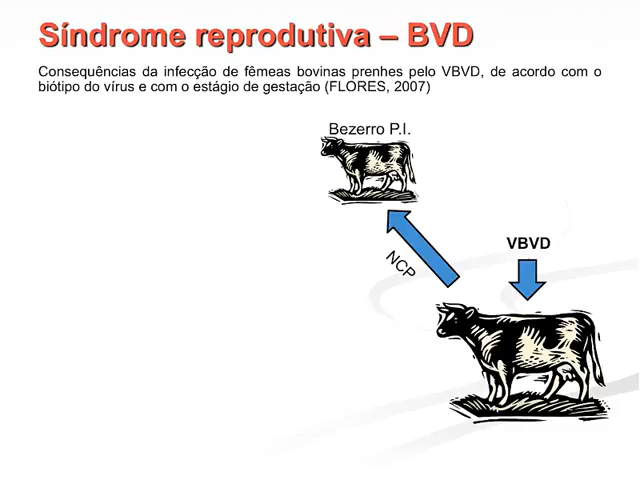 Síndrome reprodutiva – BVD
Consequências da infecção de fêmeas bovinas prenhes pelo VBVD, de acordo com o
biótipo do vírus e com o estágio de gestação (FLORES, 2007)
Bezerro P.I.
VBVD
NCP